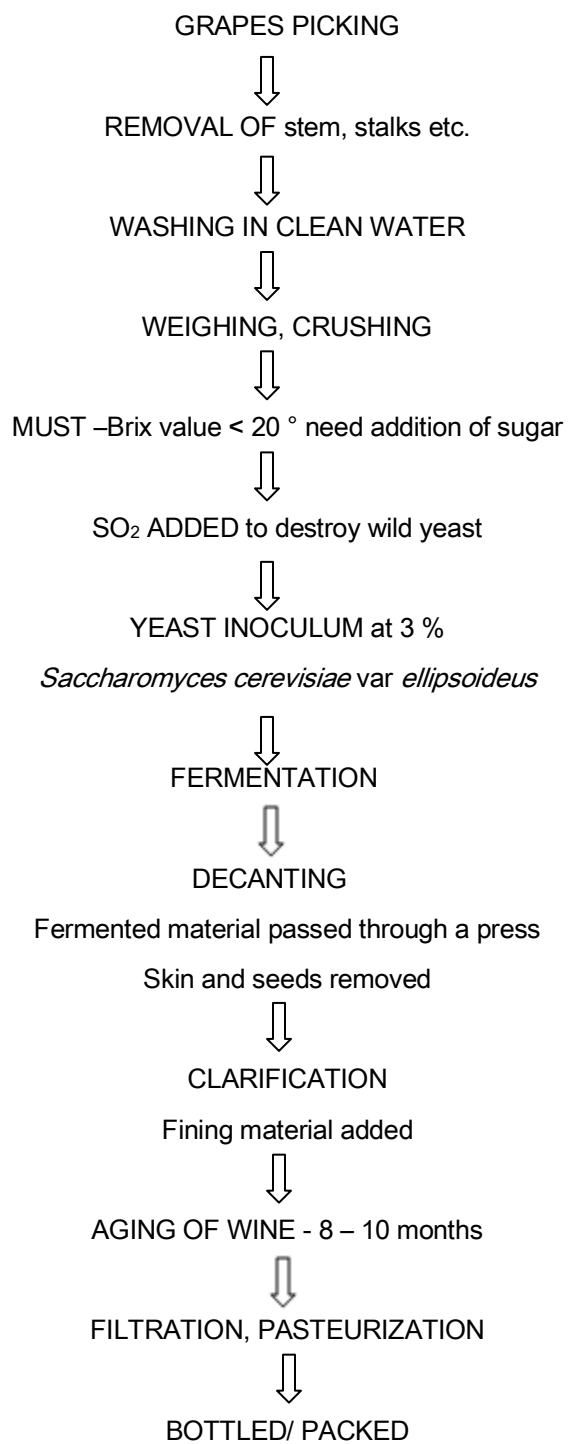 GRAPES PICKING
REMOVAL OF stem, stalks etc.
WASHING IN CLEAN WATER
WEIGHING, CRUSHING
MUST –Brix value < 20 ° need addition of sugar
SO₂ ADDED to destroy wild yeast
YEAST INOCULUM at 3 %
Saccharomyces cerevisiae var ellipsoideus
FERMENTATION
DECANTING
Fermented material passed through a press
Skin and seeds removed
CLARIFICATION
Fining material added
AGING OF WINE - 8 – 10 months
FILTRATION, PASTEURIZATION
BOTTLED/ PACKED